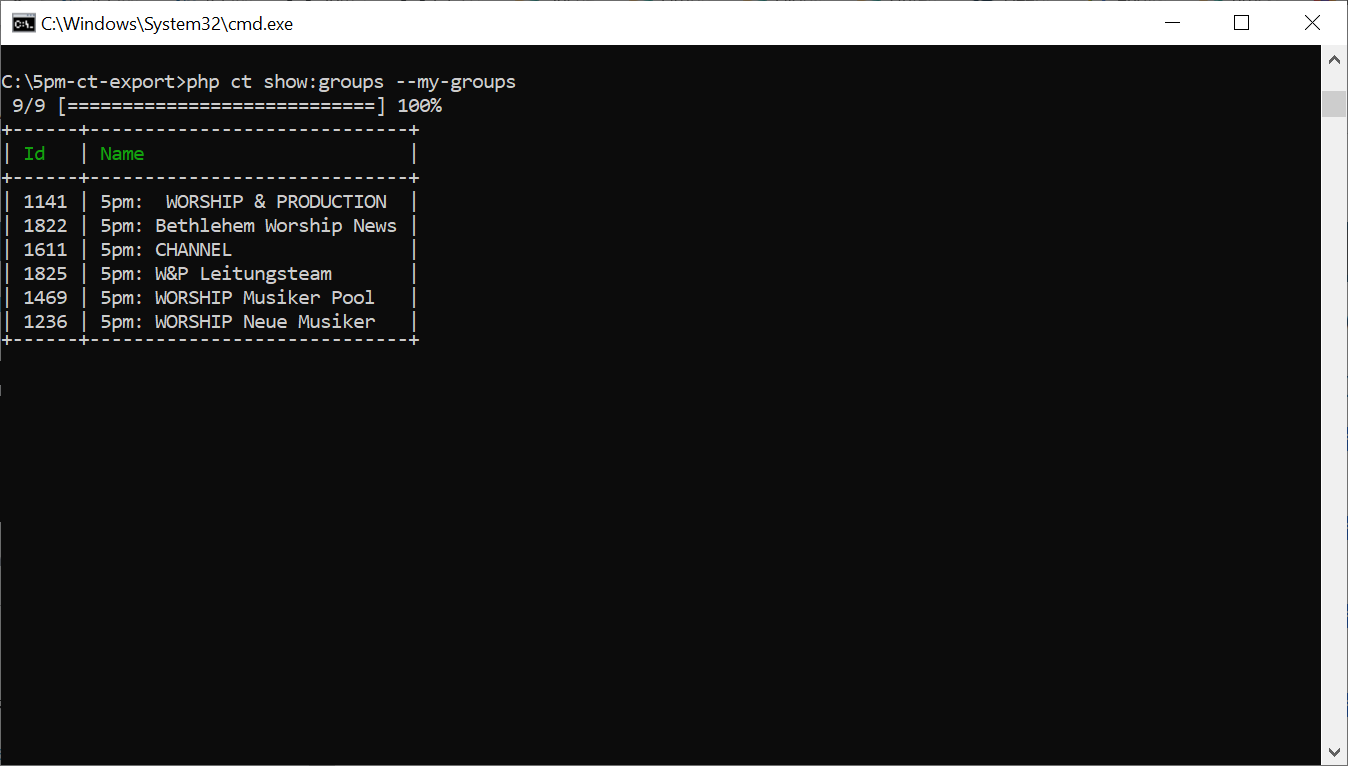 C:\Windows\System32\cmd.exe
C:\5pm-ct-export>php ct show:groups --my-groups
 9/9 [============================] 100%
+------+-----------------------------+
| Id   | Name                        |
+------+-----------------------------+
| 1141 | 5pm:  WORSHIP & PRODUCTION  |
| 1822 | 5pm: Bethlehem Worship News |
| 1611 | 5pm: CHANNEL                |
| 1825 | 5pm: W&P Leitungsteam       |
| 1469 | 5pm: WORSHIP Musiker Pool   |
| 1236 | 5pm: WORSHIP Neue Musiker   |
+------+-----------------------------+